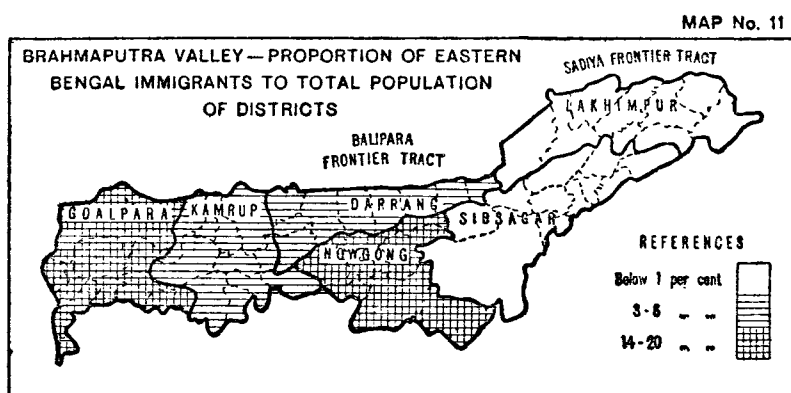 MAP No. 11
BRAHMAPUTRA VALLEY—PROPORTION OF EASTERN
BENGAL IMMIGRANTS TO TOTAL POPULATION
OF DISTRICTS
SADIYA FRONTIER TRACT
LAKHIMPUR
BALIPARA
FRONTIER TRACT
GOALPARA
KAMRUP
DARRANG
SIBSAGAR
NOWGONG
REFERENCES
Below 1 per cent
3-6 „ „
14-20 „ „